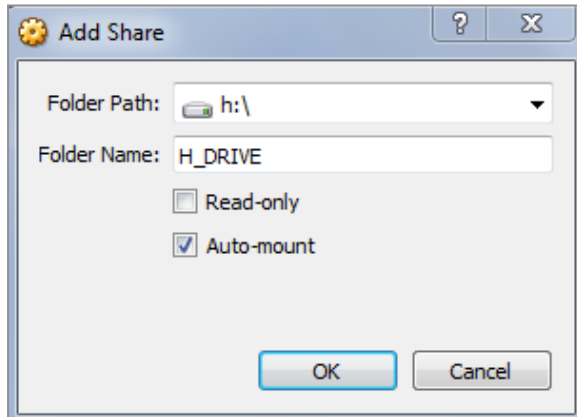 Add Share
Folder Path: h:\
Folder Name: H_DRIVE
Read-only
Auto-mount
OK Cancel